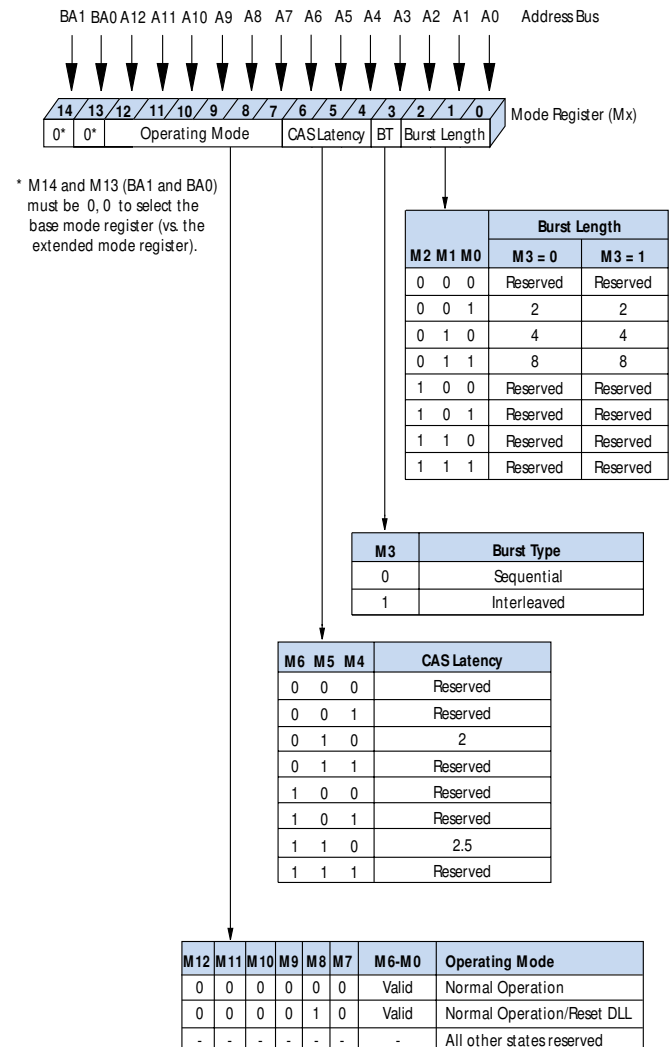 BA1 BA0 A12 A11 A10 A9 A8 A7 A6 A5 A4 A3 A2 A1 A0 Address Bus
14 13 12 11 10 9 8 7 6 5 4 3 2 1 0 Mode Register (Mx)
0* 0* Operating Mode CAS Latency BT Burst Length
* M14 and M13 (BA1 and BA0)
must be 0, 0 to select the
base mode register (vs. the
extended mode register).
Burst Length
M2 M1 M0 M3 = 0 M3 = 1
0 0 0 Reserved Reserved
0 0 1 2 2
0 1 0 4 4
0 1 1 8 8
1 0 0 Reserved Reserved
1 0 1 Reserved Reserved
1 1 0 Reserved Reserved
1 1 1 Reserved Reserved
M3 Burst Type
0 Sequential
1 Interleaved
M6 M5 M4 CAS Latency
0 0 0 Reserved
0 0 1 Reserved
0 1 0 2
0 1 1 Reserved
1 0 0 Reserved
1 0 1 Reserved
1 1 0 2.5
1 1 1 Reserved
M12 M11 M10 M9 M8 M7 M6-M0 Operating Mode
0 0 0 0 0 0 Valid Normal Operation
0 0 0 0 1 0 Valid Normal Operation/Reset DLL
- - - - - - - All other states reserved